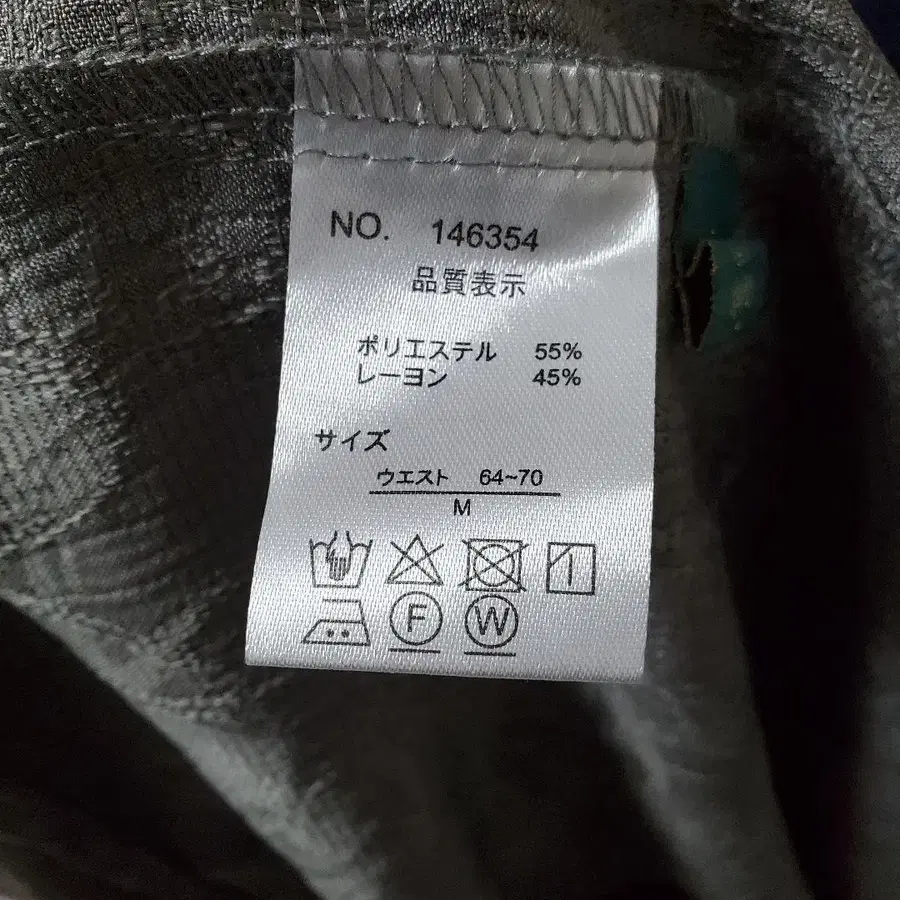 NO. 146354
品質表示
ポリエステル 55%
レーヨン 45%
サイズ
ウエスト 64~70
M
F W